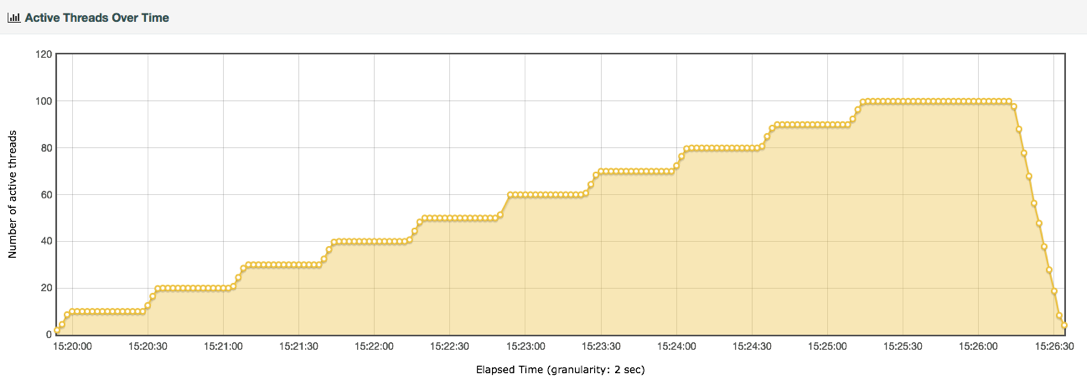 Active Threads Over Time
120
100
80
60
40
20
0
Number of active threads
15:20:00 15:20:30 15:21:00 15:21:30 15:22:00 15:22:30 15:23:00 15:23:30 15:24:00 15:24:30 15:25:00 15:25:30 15:26:00 15:26:30
Elapsed Time (granularity: 2 sec)